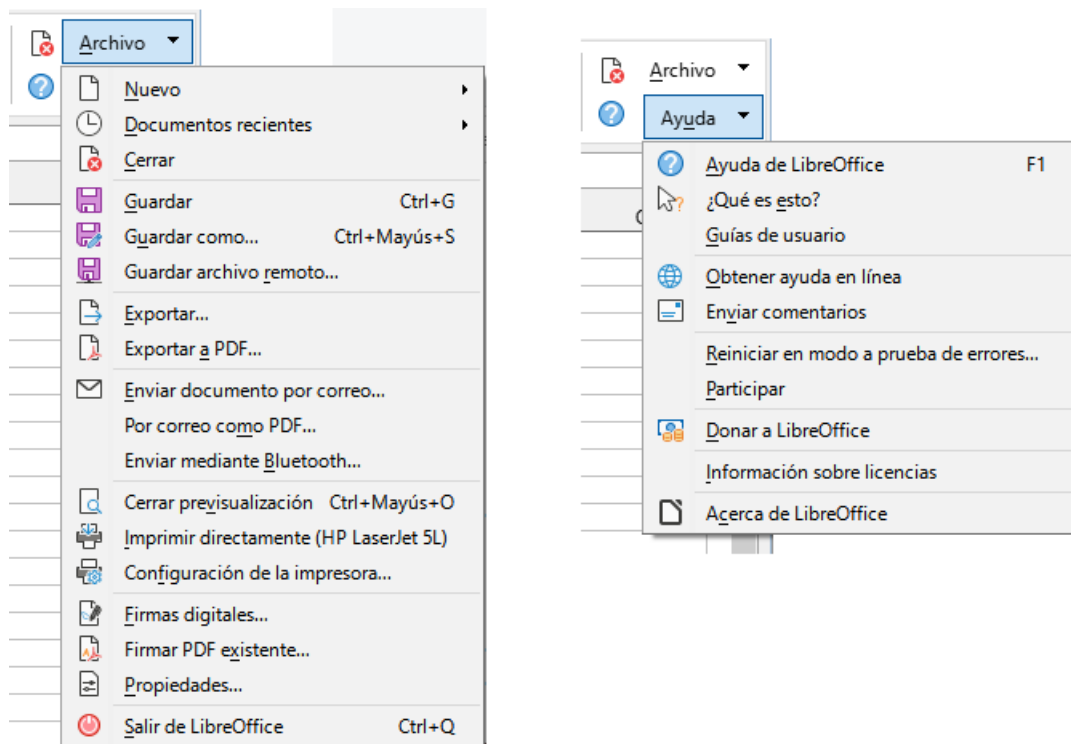 Archivo
Nuevo
Documentos recientes
Cerrar
Guardar Ctrl+G
Guardar como... Ctrl+Mayús+S
Guardar archivo remoto...
Exportar...
Exportar a PDF...
Enviar documento por correo...
Por correo como PDF...
Enviar mediante Bluetooth...
Cerrar previsualización Ctrl+Mayús+O
Imprimir directamente (HP LaserJet 5L)
Configuración de la impresora...
Firmas digitales...
Firmar PDF existente...
Propiedades...
Salir de LibreOffice Ctrl+Q
Archivo
Ayuda
Ayuda de LibreOffice F1
¿Qué es esto?
Guías de usuario
Obtener ayuda en línea
Enviar comentarios
Reiniciar en modo a prueba de errores...
Participar
Donar a LibreOffice
Información sobre licencias
Acerca de LibreOffice